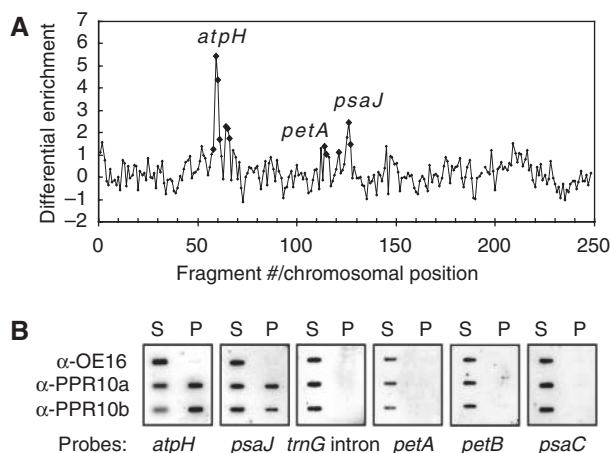 A
Differential enrichment
7
6
5
4
3
2
1
0
–1
–2
atpH
petA
psaJ
0 50 100 150 200 250
Fragment #/chromosomal position
B
S P S P S P S P S P S P
α-OE16
α-PPR10a
α-PPR10b
Probes: atpH psaJ trnG intron petA petB psaC